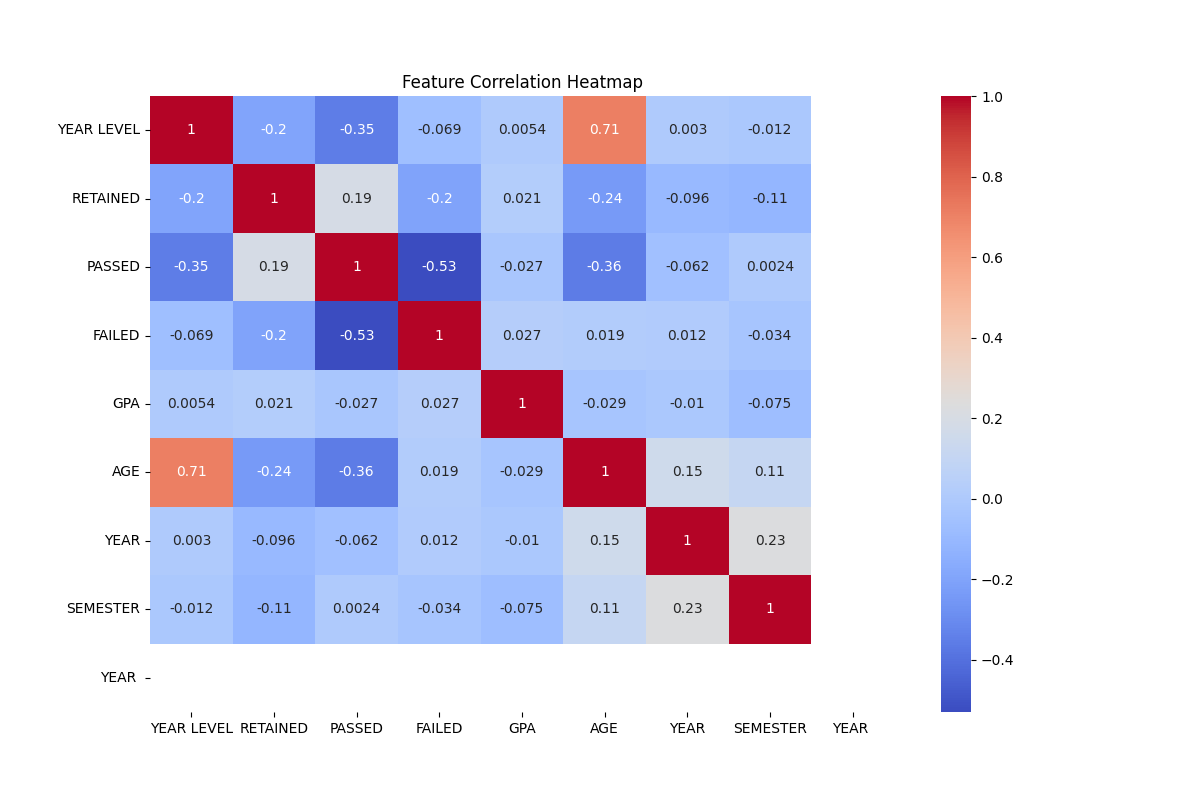 Feature Correlation Heatmap
YEAR LEVEL 1 -0.2 -0.35 -0.069 0.0054 0.71 0.003 -0.012
RETAINED -0.2 1 0.19 -0.2 0.021 -0.24 -0.096 -0.11
PASSED -0.35 0.19 1 -0.53 -0.027 -0.36 -0.062 0.0024
FAILED -0.069 -0.2 -0.53 1 0.027 0.019 0.012 -0.034
GPA 0.0054 0.021 -0.027 0.027 1 -0.029 -0.01 -0.075
AGE 0.71 -0.24 -0.36 0.019 -0.029 1 0.15 0.11
YEAR 0.003 -0.096 -0.062 0.012 -0.01 0.15 1 0.23
SEMESTER -0.012 -0.11 0.0024 -0.034 -0.075 0.11 0.23 1
YEAR
YEAR LEVEL RETAINED PASSED FAILED GPA AGE YEAR SEMESTER YEAR
1.0
0.8
0.6
0.4
0.2
0.0
−0.2
−0.4